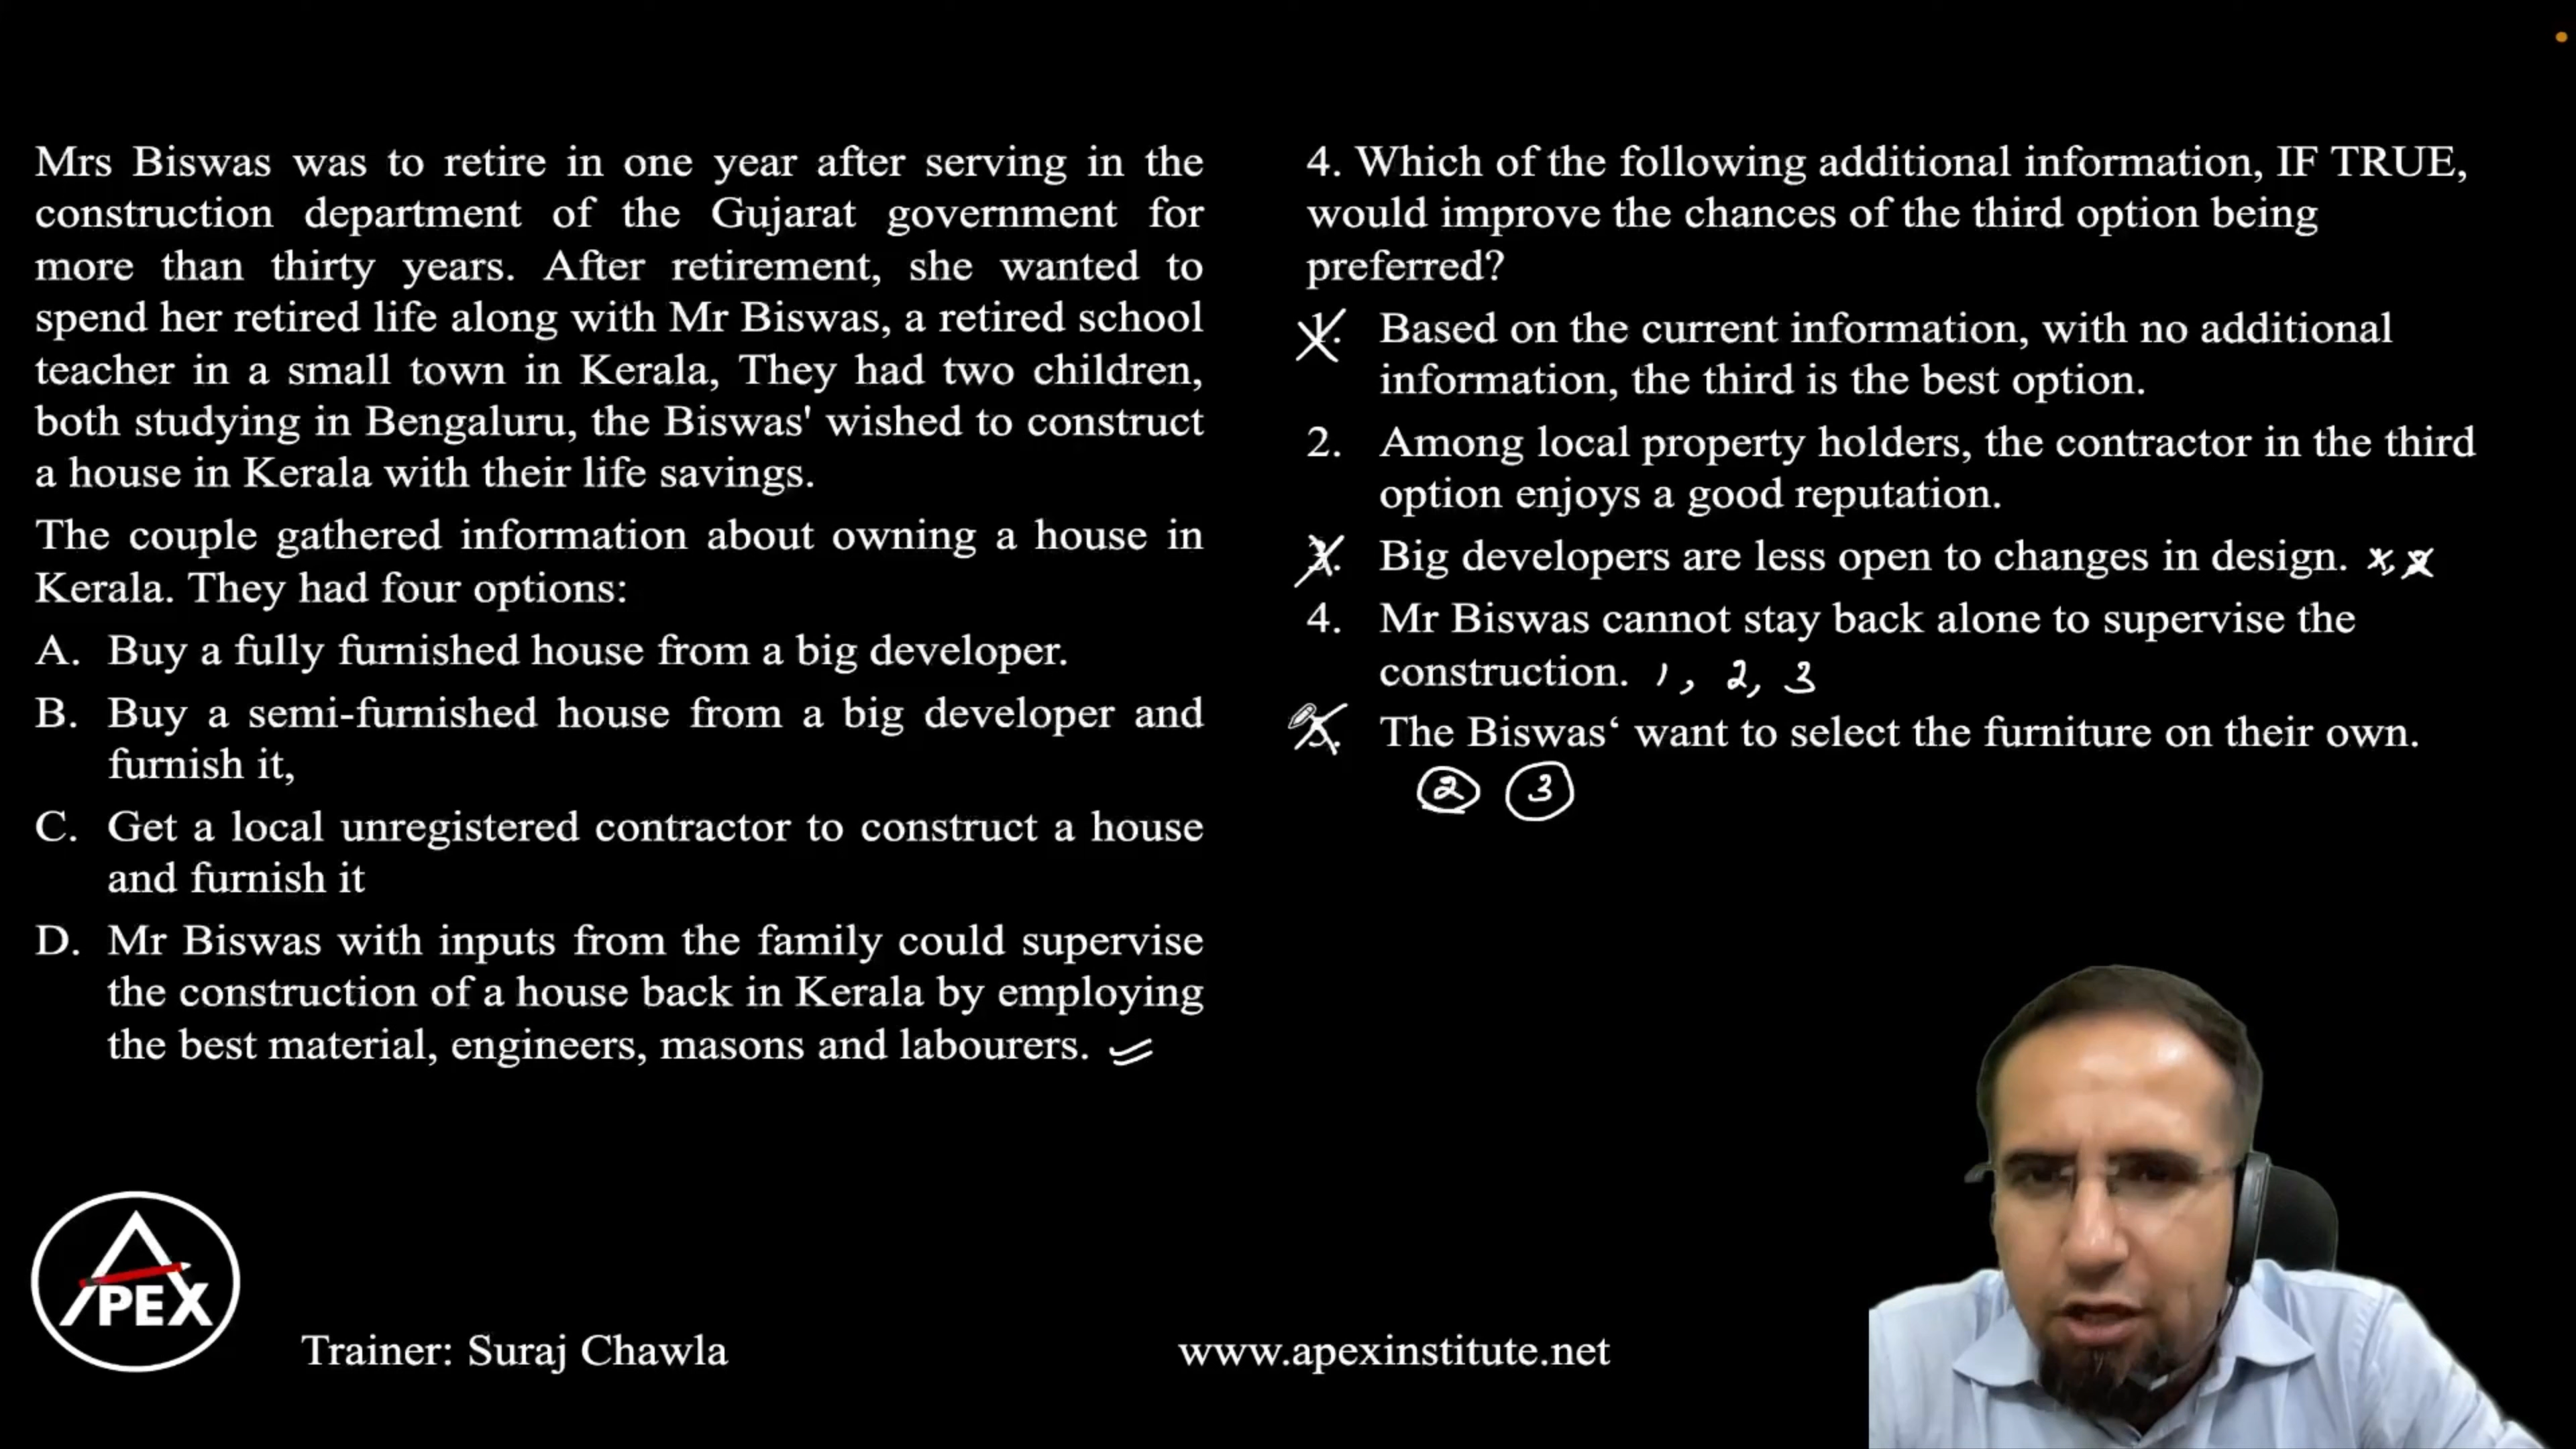 Mrs Biswas was to retire in one year after serving in the
construction department of the Gujarat government for
more than thirty years. After retirement, she wanted to
spend her retired life along with Mr Biswas, a retired school
teacher in a small town in Kerala, They had two children,
both studying in Bengaluru, the Biswas' wished to construct
a house in Kerala with their life savings.
The couple gathered information about owning a house in
Kerala. They had four options:
A. Buy a fully furnished house from a big developer.
B. Buy a semi-furnished house from a big developer and
furnish it,
C. Get a local unregistered contractor to construct a house
and furnish it
D. Mr Biswas with inputs from the family could supervise
the construction of a house back in Kerala by employing
the best material, engineers, masons and labourers.
4. Which of the following additional information, IF TRUE,
would improve the chances of the third option being
preferred?
1. Based on the current information, with no additional
information, the third is the best option.
2. Among local property holders, the contractor in the third
option enjoys a good reputation.
3. Big developers are less open to changes in design.
4. Mr Biswas cannot stay back alone to supervise the
construction. 1, 2, 3
5. The Biswas‘ want to select the furniture on their own.
2 3
APEX
Trainer: Suraj Chawla
www.apexinstitute.net